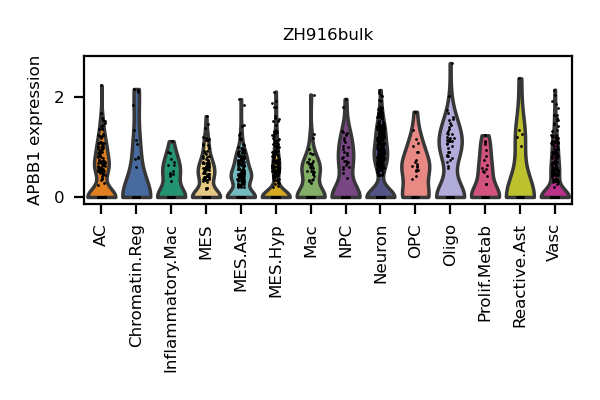 ZH916bulk
APBB1 expression
2
0
AC
Chromatin.Reg
Inflammatory.Mac
MES
MES.Ast
MES.Hyp
Mac
NPC
Neuron
OPC
Oligo
Prolif.Metab
Reactive.Ast
Vasc